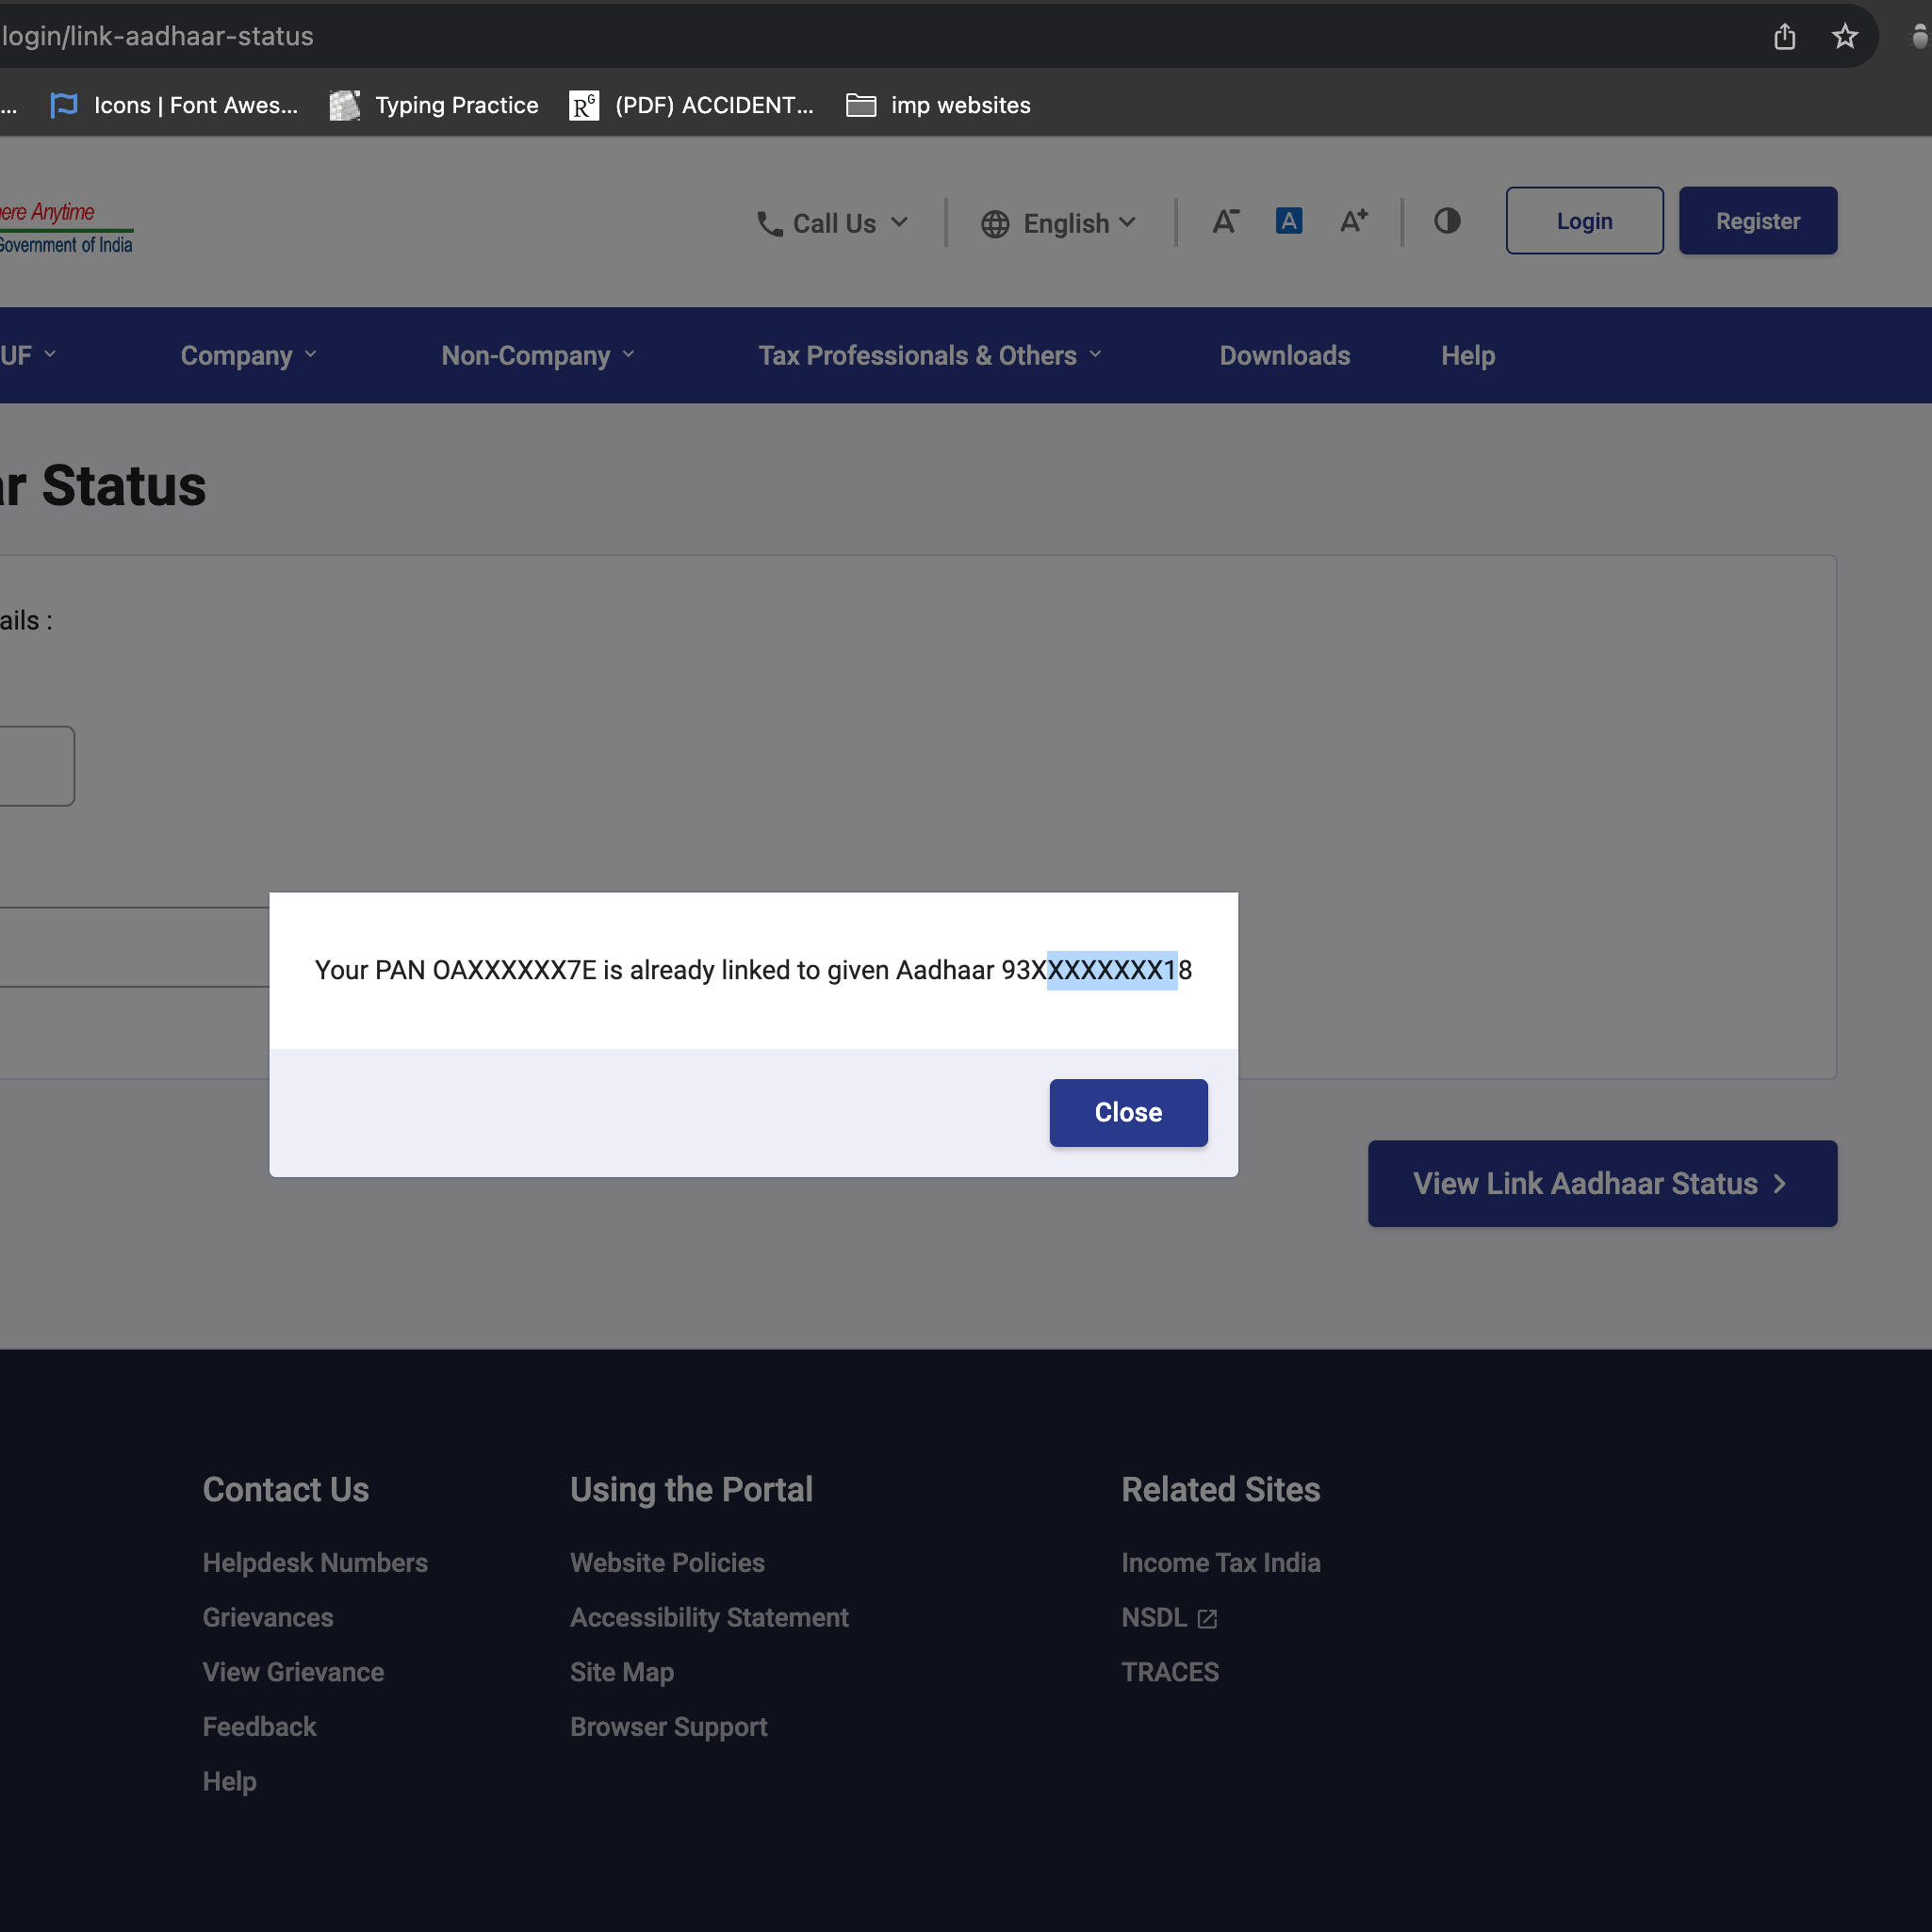 login/link-aadhaar-status
... Icons | Font Awes... Typing Practice (PDF) ACCIDENT... imp websites
ere Anytime
Government of India
Call Us English A- A A+ Login Register
UF Company Non-Company Tax Professionals & Others Downloads Help
ar Status
ails :
Your PAN OAXXXXXX7E is already linked to given Aadhaar 93XXXXXXXX18
Close
View Link Aadhaar Status
Contact Us
Helpdesk Numbers
Grievances
View Grievance
Feedback
Help
Using the Portal
Website Policies
Accessibility Statement
Site Map
Browser Support
Related Sites
Income Tax India
NSDL
TRACES